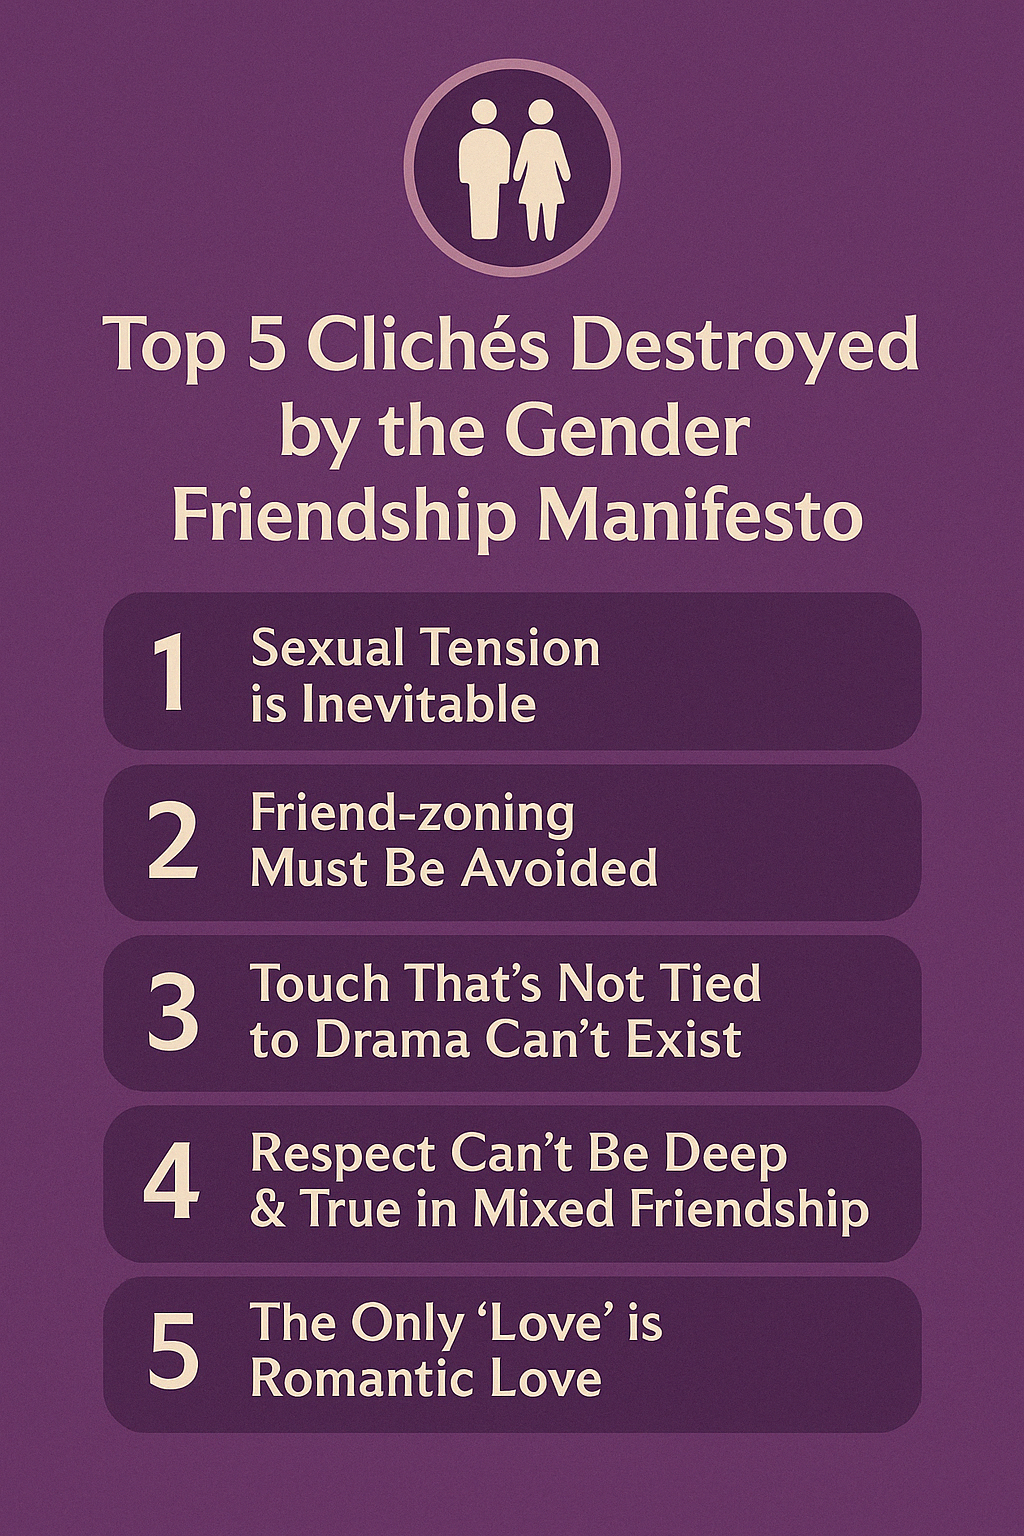 Top 5 Clichés Destroyed
by the Gender
Friendship Manifesto
1
Sexual Tension
is Inevitable
2
Friend-zoning
Must Be Avoided
3
Touch That’s Not Tied
to Drama Can’t Exist
4
Respect Can’t Be Deep
& True in Mixed Friendship
5
The Only ‘Love’ is
Romantic Love